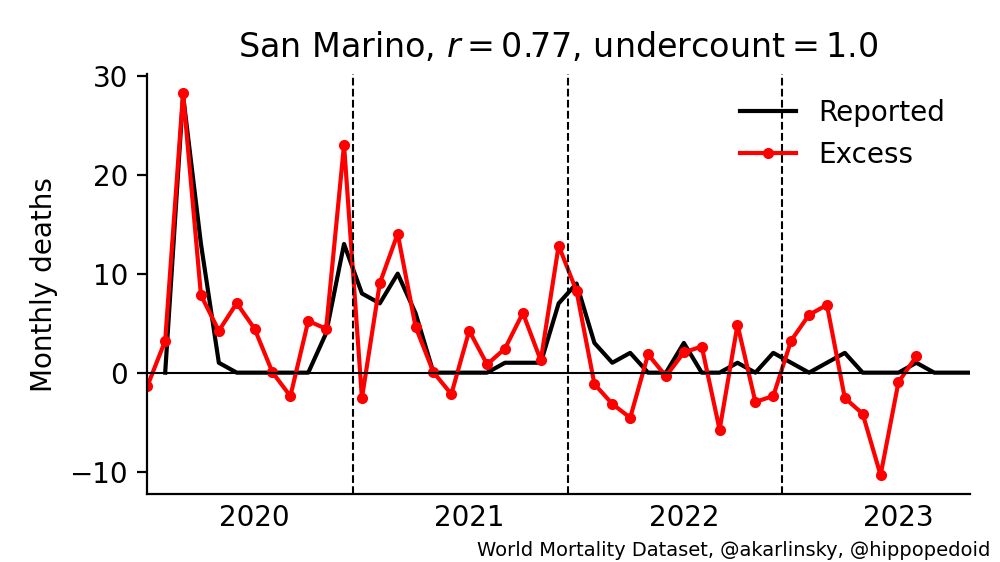 San Marino, r = 0.77, undercount = 1.0
30
20
10
0
−10
Monthly deaths
Reported
Excess
2020 2021 2022 2023
World Mortality Dataset, @akarlinsky, @hippopedoid